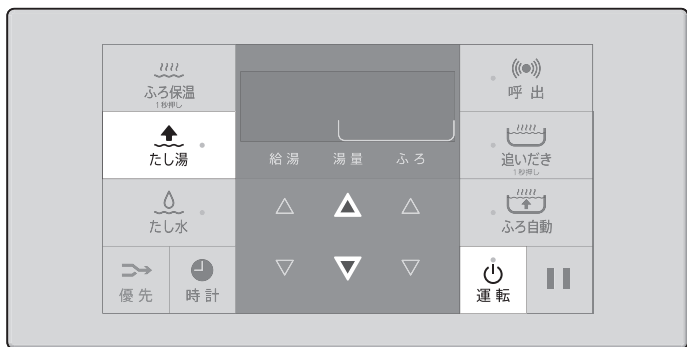 ふろ保温
1秒押し
たし湯
たし水
優先
時計
給湯 湯量 ふろ
呼出
追いだき
1秒押し
ふろ自動
運転